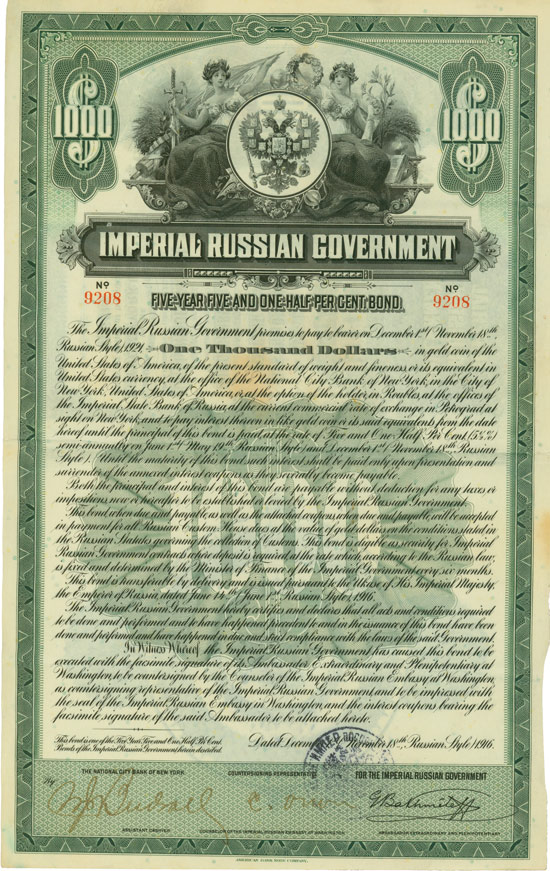 1000 1000
IMPERIAL RUSSIAN GOVERNMENT
No No
9208 9208
FIVE-YEAR FIVE AND ONE-HALF PER CENT BOND.
The Imperial Russian Government promises to pay to bearer on December 1st (November 18th
Russian Style), 1921 One Thousand Dollars in gold coin of the
United States of America, of the present standard of weight and fineness or its equivalent in
United States currency, at the office of the National City Bank of New York, in the City of
New York, United States of America, or at the option of the holder, in Roubles, at the offices of
the Imperial State Bank of Russia, at the current commercial rate of exchange in Petrograd at
sight on New York, and to pay interest thereon in like gold coin or its said equivalents from the date
hereof until the principal of this bond is paid at the rate of Five and One Half Per Cent. (5½%)
semi-annually on June 1st (May 19th Russian Style) and December 1st (November 18th Russian
Style). Until the maturity of this bond, such interest shall be paid only upon presentation and
surrender of the annexed interest coupons as they severally become payable.
Both the principal and interest of this bond are payable without deduction for any taxes or
impositions now or hereafter to be established or levied by the Imperial Russian Government.
This bond when due and payable, as well as the attached coupons when due and payable, will be accepted
in payment for all Russian Custom House dues at the value of gold dollars on the conditions stated in
the Russian Statutes governing the collection of Customs. This bond is eligible as security for Imperial
Russian Government contracts where deposit is required at the rate which, according to the Russian law,
is fixed and determined by the Minister of Finance of the Imperial Government every six months.
This bond is transferable by delivery and is issued pursuant to the Ukase of His Imperial Majesty,
the Emperor of Russia, dated June 14th / June 1st Russian Style, 1916.
The Imperial Russian Government hereby certifies and declares that all acts and conditions required
to be done and performed and to have happened precedent to and in the issuance of this bond have been
done and performed and have happened in due and strict compliance with the laws of the said Government.
In Witness Whereof the Imperial Russian Government has caused this bond to be
executed with the facsimile signature of its Ambassador Extraordinary and Plenipotentiary at
Washington, to be countersigned by the Counselor of the Imperial Russian Embassy at Washington,
as countersigning representative of the Imperial Russian Government, and to be impressed with the
seal of the Imperial Russian Embassy in Washington, and the interest coupons bearing the
facsimile signature of the said Ambassador to be attached hereto.
This bond is one of the Five Year, Five and One Half Per Cent. Dated December November 18th, Russian Style) 1916.
Bonds of the Imperial Russian Government herein described.
THE NATIONAL CITY BANK OF NEW YORK COUNTERSIGNING REPRESENTATIVE FOR THE IMPERIAL RUSSIAN GOVERNMENT
By
ASSISTANT CASHIER. COUNSELOR OF THE IMPERIAL RUSSIAN EMBASSY AT WASHINGTON AMBASSADOR EXTRAORDINARY AND PLENIPOTENTIARY
AMERICAN BANK NOTE COMPANY.